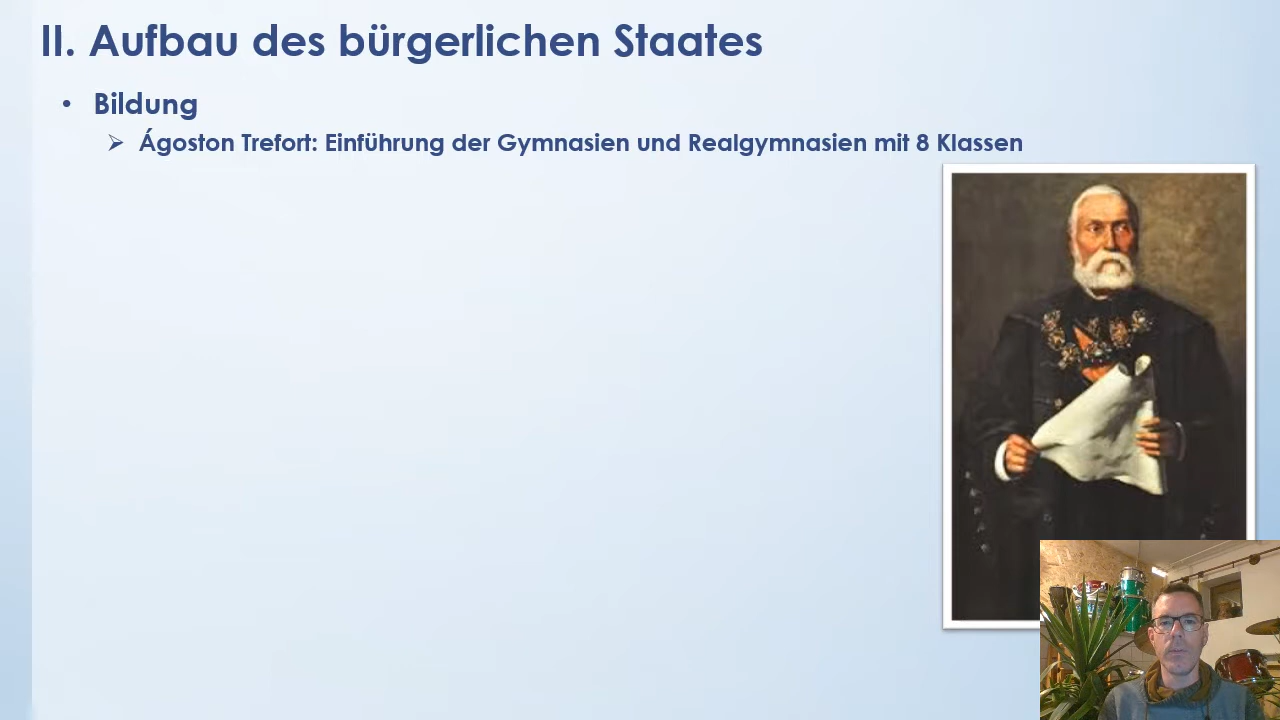 II. Aufbau des bürgerlichen Staates
• Bildung
➢ Ágoston Trefort: Einführung der Gymnasien und Realgymnasien mit 8 Klassen